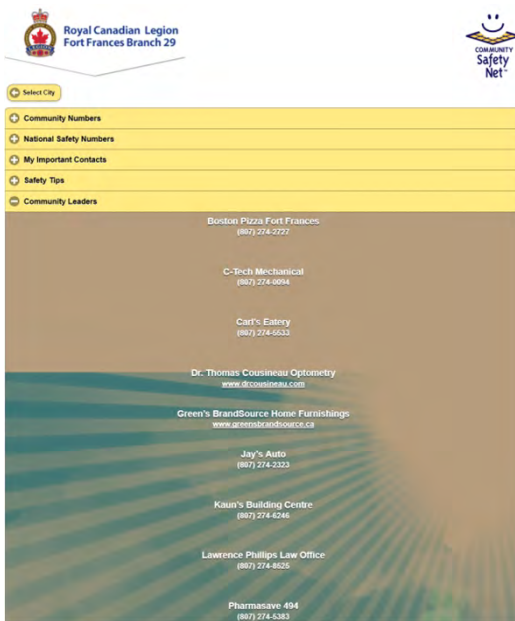 Royal Canadian Legion
Fort Frances Branch 29
LEGION
COMMUNITY
Safety
Net™
Select City
Community Numbers
National Safety Numbers
My Important Contacts
Safety Tips
Community Leaders
Boston Pizza Fort Frances
(807) 274-2727
C-Tech Mechanical
(807) 274-0094
Carl's Eatery
(807) 274-5533
Dr. Thomas Cousineau Optometry
www.drcousineau.com
Green's BrandSource Home Furnishings
www.greensbrandsource.ca
Jay's Auto
(807) 274-2323
Kaun's Building Centre
(807) 274-6246
Lawrence Phillips Law Office
(807) 274-8525
Pharmasave 494
(807) 274-5383